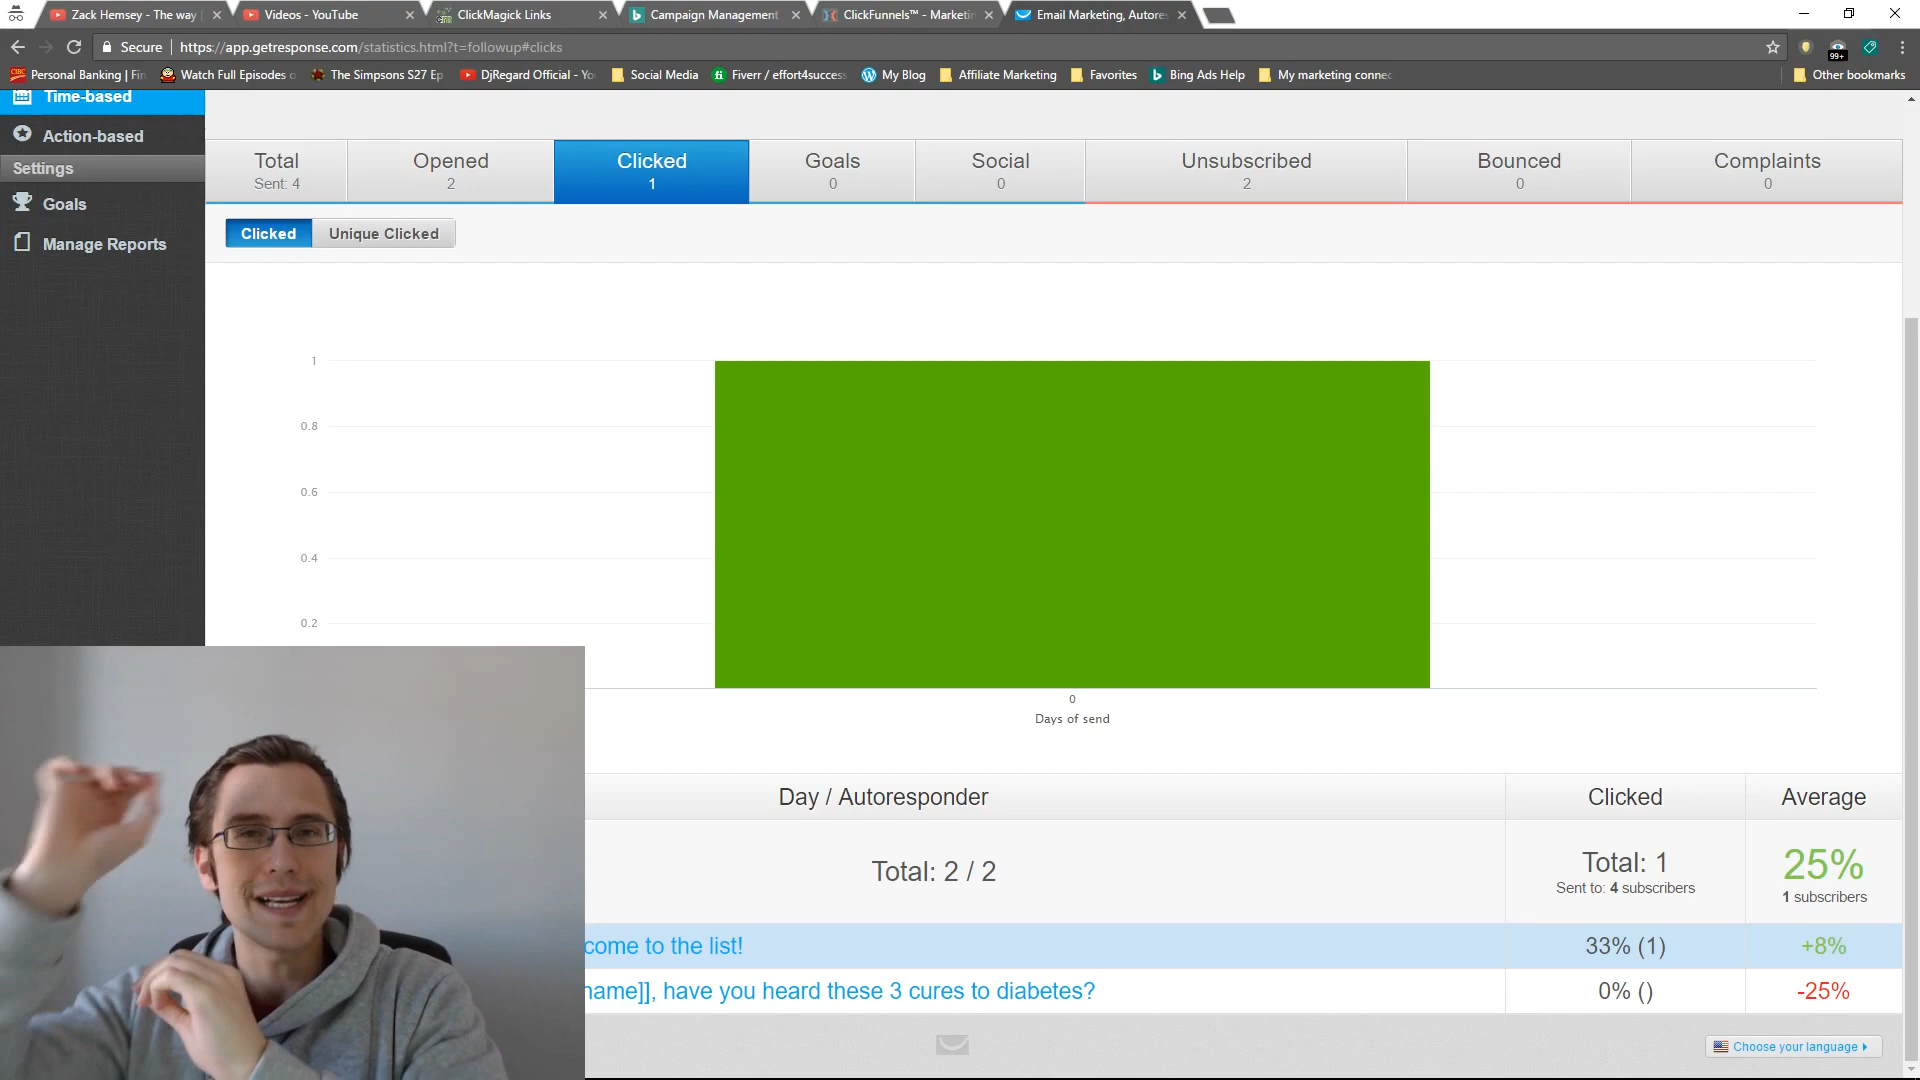 Zack Hemsey - The way
Videos - YouTube
ClickMagick Links
Campaign Management
ClickFunnels™ - Marketin
Email Marketing, Autores
Secure
https://app.getresponse.com/statistics.html?t=followup#clicks
99+
Personal Banking | Fin
Watch Full Episodes o
The Simpsons S27 Ep
DjRegard Official - Yo
Social Media
Fiverr / effort4success
My Blog
Affiliate Marketing
Favorites
Bing Ads Help
My marketing connec
Other bookmarks
Time-based
Action-based
Settings
Goals
Manage Reports
Total
Sent: 4
Opened
2
Clicked
1
Goals
0
Social
0
Unsubscribed
2
Bounced
0
Complaints
0
Clicked
Unique Clicked
1
0.8
0.6
0.4
0.2
0
Days of send
Day / Autoresponder
Clicked
Average
Total: 2 / 2
Total: 1
Sent to: 4 subscribers
25%
1 subscribers
come to the list!
33% (1)
+8%
name]], have you heard these 3 cures to diabetes?
0% ()
-25%
Choose your language